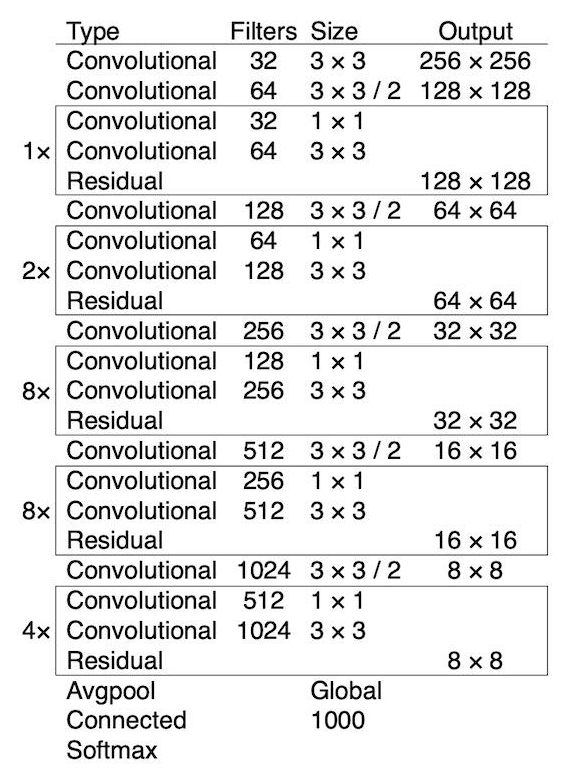 Type Filters Size Output
Convolutional 32 3 × 3 256 × 256
Convolutional 64 3 × 3 / 2 128 × 128
Convolutional 32 1 × 1
1× Convolutional 64 3 × 3
Residual 128 × 128
Convolutional 128 3 × 3 / 2 64 × 64
Convolutional 64 1 × 1
2× Convolutional 128 3 × 3
Residual 64 × 64
Convolutional 256 3 × 3 / 2 32 × 32
Convolutional 128 1 × 1
8× Convolutional 256 3 × 3
Residual 32 × 32
Convolutional 512 3 × 3 / 2 16 × 16
Convolutional 256 1 × 1
8× Convolutional 512 3 × 3
Residual 16 × 16
Convolutional 1024 3 × 3 / 2 8 × 8
Convolutional 512 1 × 1
4× Convolutional 1024 3 × 3
Residual 8 × 8
Avgpool Global
Connected 1000
Softmax